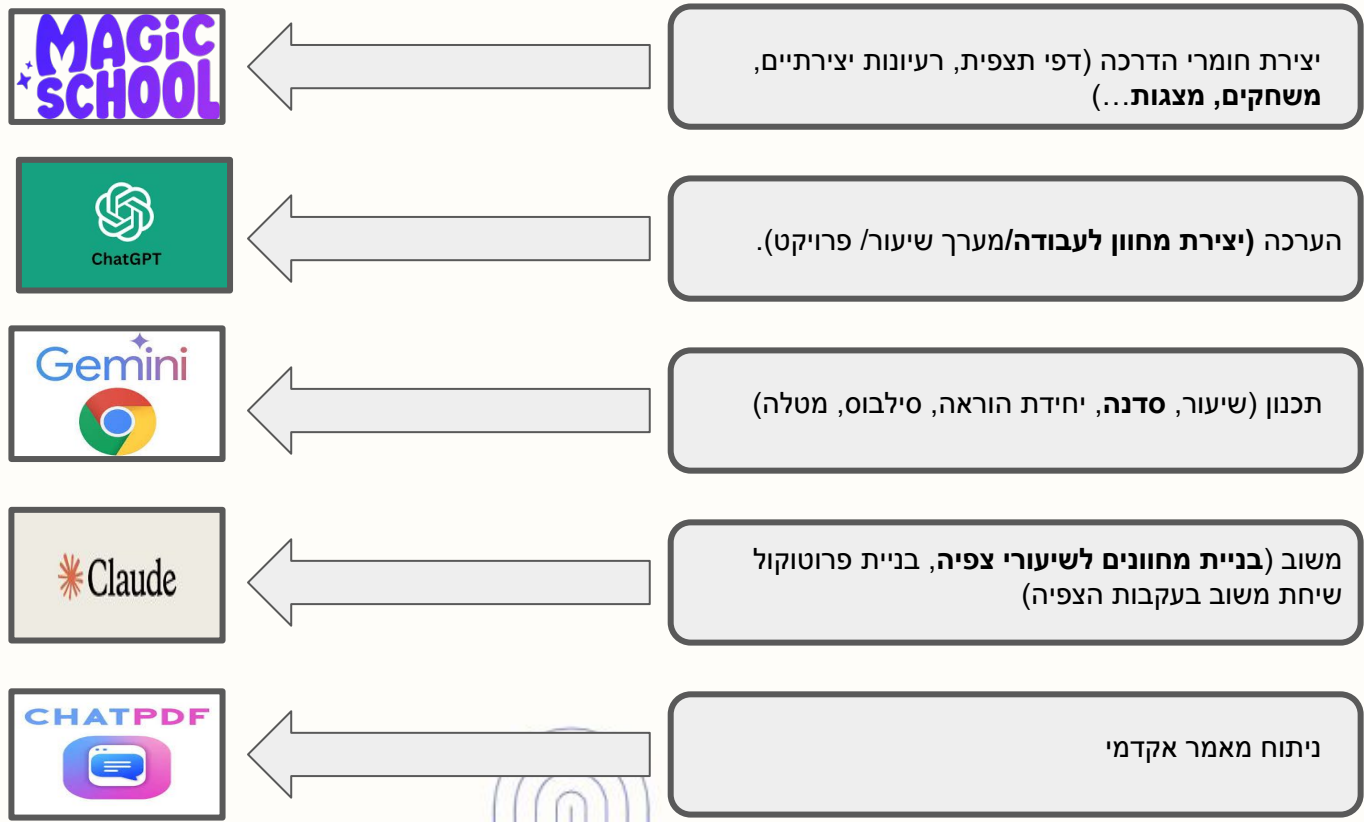 יצירת חומרי הדרכה (דפי תצפית, רעיונות יצירתיים,
משחקים, מצגות...)
MAGiC
SCHOOL
הערכה (יצירת מחוון לעבודה/מערך שיעור/ פרויקט).
ChatGPT
תכנון (שיעור, סדנה, יחידת הוראה, סילבוס, מטלה)
Gemini
משוב (בניית מחוונים לשיעורי צפיה, בניית פרוטוקול
שיחת משוב בעקבות הצפיה)
Claude
ניתוח מאמר אקדמי
CHATPDF